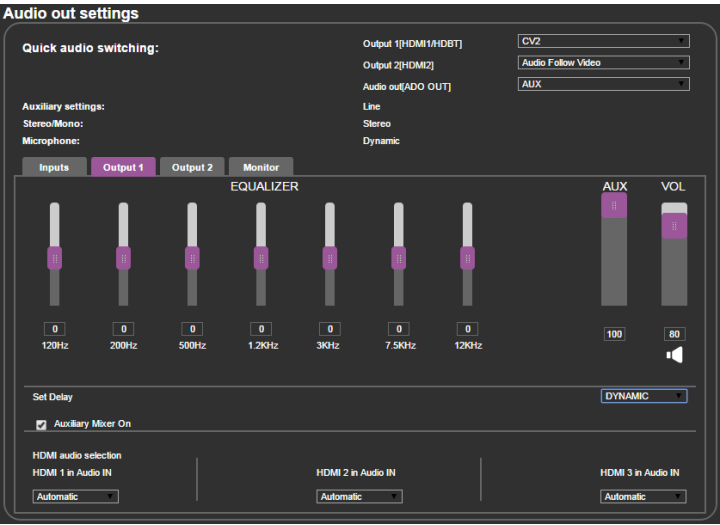 Audio out settings
Quick audio switching:
Output 1[HDMI1/HDBT] CV2
Output 2[HDMI2] Audio Follow Video
Audio out[ADO OUT] AUX
Auxiliary settings: Line
Stereo/Mono: Stereo
Microphone: Dynamic
Inputs Output 1 Output 2 Monitor
EQUALIZER AUX VOL
0 0 0 0 0 0 0 100 80
120Hz 200Hz 500Hz 1.2KHz 3KHz 7.5KHz 12KHz
Set Delay DYNAMIC
Auxiliary Mixer On
HDMI audio selection
HDMI 1 in Audio IN HDMI 2 in Audio IN HDMI 3 in Audio IN
Automatic Automatic Automatic